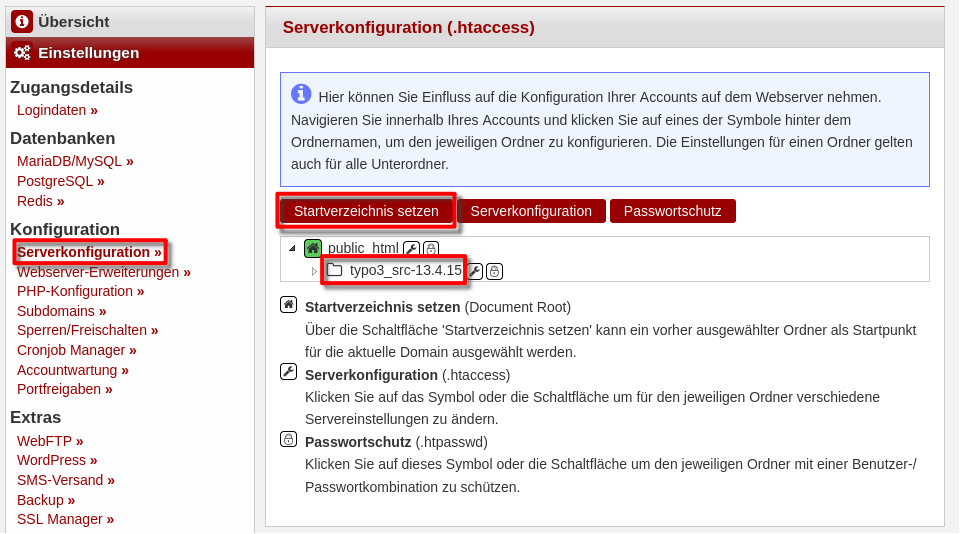 Übersicht
Einstellungen
Zugangsdetails
Logindaten »
Datenbanken
MariaDB/MySQL »
PostgreSQL »
Redis »
Konfiguration
Serverkonfiguration »
Webserver-Erweiterungen »
PHP-Konfiguration »
Subdomains »
Sperren/Freischalten »
Cronjob Manager »
Accountwartung »
Portfreigaben »
Extras
WebFTP »
WordPress »
SMS-Versand »
Backup »
SSL Manager »
Serverkonfiguration (.htaccess)
Hier können Sie Einfluss auf die Konfiguration Ihrer Accounts auf dem Webserver nehmen.
Navigieren Sie innerhalb Ihres Accounts und klicken Sie auf eines der Symbole hinter dem
Ordnernamen, um den jeweiligen Ordner zu konfigurieren. Die Einstellungen für einen Ordner gelten
auch für alle Unterordner.
Startverzeichnis setzen Serverkonfiguration Passwortschutz
public_html
typo3_src-13.4.15
Startverzeichnis setzen (Document Root)
Über die Schaltfläche 'Startverzeichnis setzen' kann ein vorher ausgewählter Ordner als Startpunkt
für die aktuelle Domain ausgewählt werden.
Serverkonfiguration (.htaccess)
Klicken Sie auf das Symbol oder die Schaltfläche um für den jeweiligen Ordner verschiedene
Servereinstellungen zu ändern.
Passwortschutz (.htpasswd)
Klicken Sie auf dieses Symbol oder die Schaltfläche um den jeweiligen Ordner mit einer Benutzer-/
Passwortkombination zu schützen.